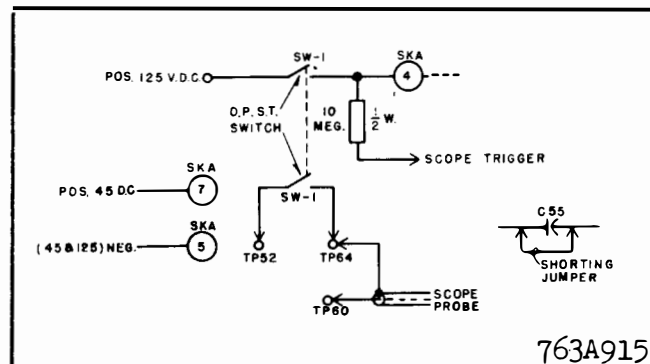 SW-1
SKA
POS. 125 V.D.C.
4
D.P.S.T.
SWITCH
10
MEG.
1/2 W.
SCOPE TRIGGER
SKA
POS. 45 D.C
7
SW-1
SKA
(45 & 125) NEG.
5
TP52
TP64
C55
SHORTING
JUMPER
TP60
SCOPE
PROBE
763A915